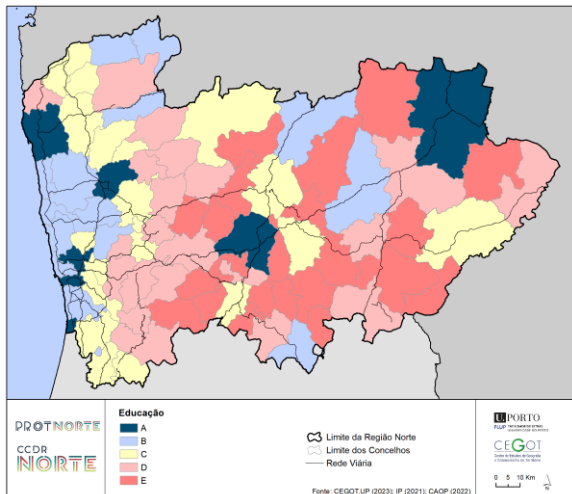 PROTNORTE
CCDR
NORTE
Educação
A
B
C
D
E
Limite da Região Norte
Limite dos Concelhos
Rede Viária
U.PORTO
FLUP
CEGOT
0 5 10 Km
N
Fonte: CEGOT.UP (2023); IP (2021); CAOP (2022)